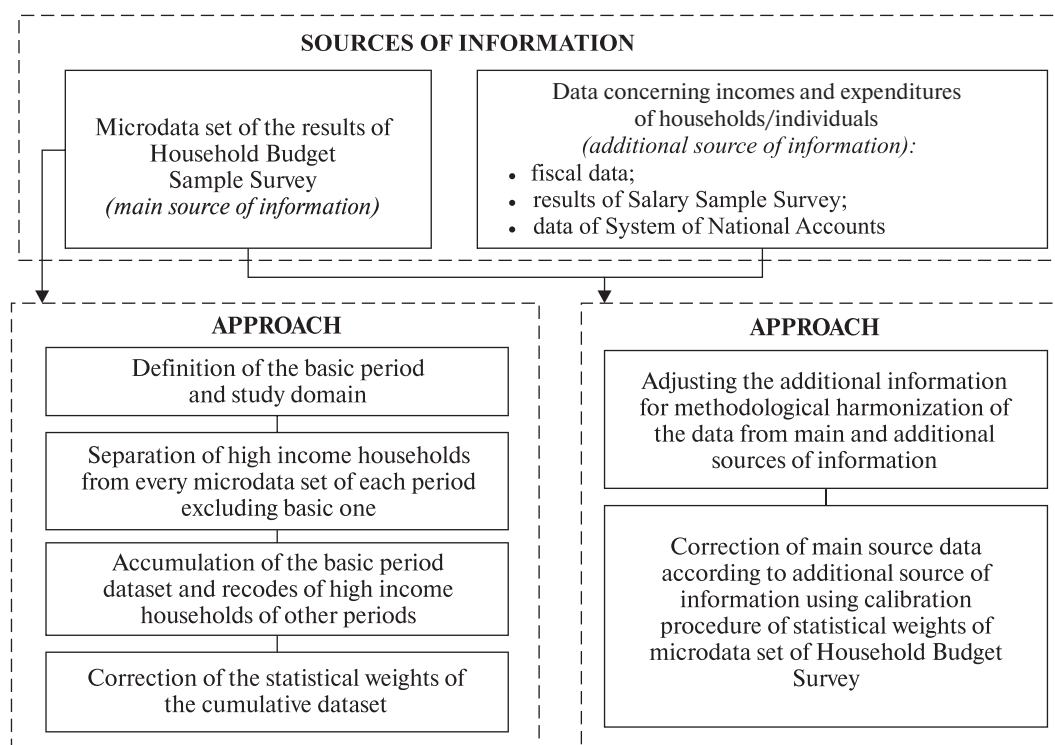 SOURCES OF INFORMATION
Microdata set of the results of
Household Budget
Sample Survey
(main source of information)
Data concerning incomes and expenditures
of households/individuals
(additional source of information):
• fiscal data;
• results of Salary Sample Survey;
• data of System of National Accounts
APPROACH
Definition of the basic period
and study domain
Separation of high income households
from every microdata set of each period
excluding basic one
Accumulation of the basic period
dataset and recodes of high income
households of other periods
Correction of the statistical weights of
the cumulative dataset
APPROACH
Adjusting the additional information
for methodological harmonization of
the data from main and additional
sources of information
Correction of main source data
according to additional source of
information using calibration
procedure of statistical weights of
microdata set of Household Budget
Survey